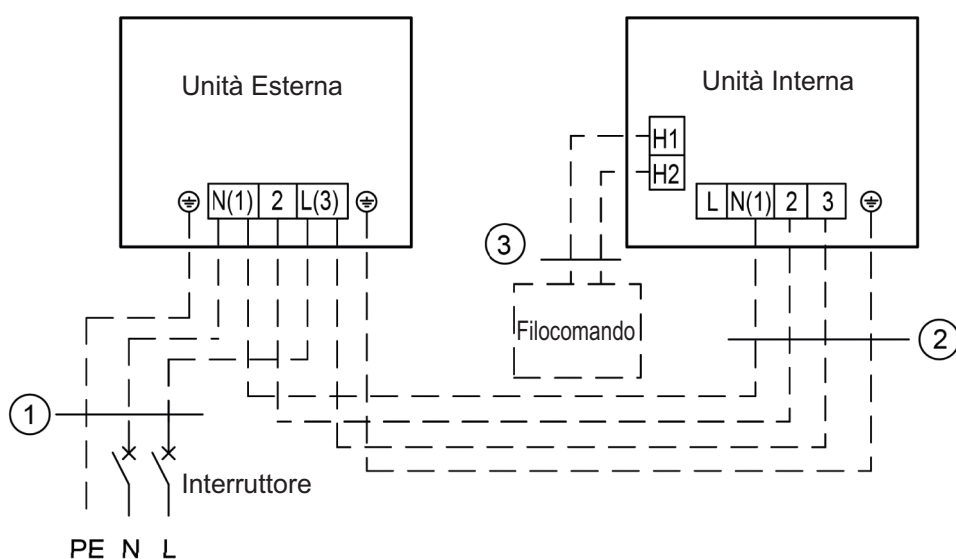 Unità Esterna
Unità Interna
H1
H2
N(1) 2 L(3)
L N(1) 2 3
3
Filocomando
2
1
Interruttore
PE N L